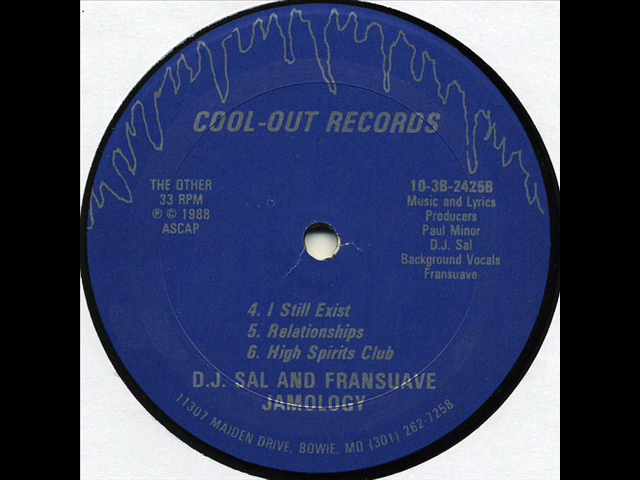 COOL-OUT RECORDS
THE OTHER
33 RPM
℗ © 1988
ASCAP
10-3B-2425B
Music and Lyrics
Producers
Paul Minor
D.J. Sal
Background Vocals
Fransuave
4. I Still Exist
5. Relationships
6. High Spirits Club
D.J. SAL AND FRANSUAVE
JAMOLOGY
11307 MAIDEN DRIVE, BOWIE, MD (301) 262-7258